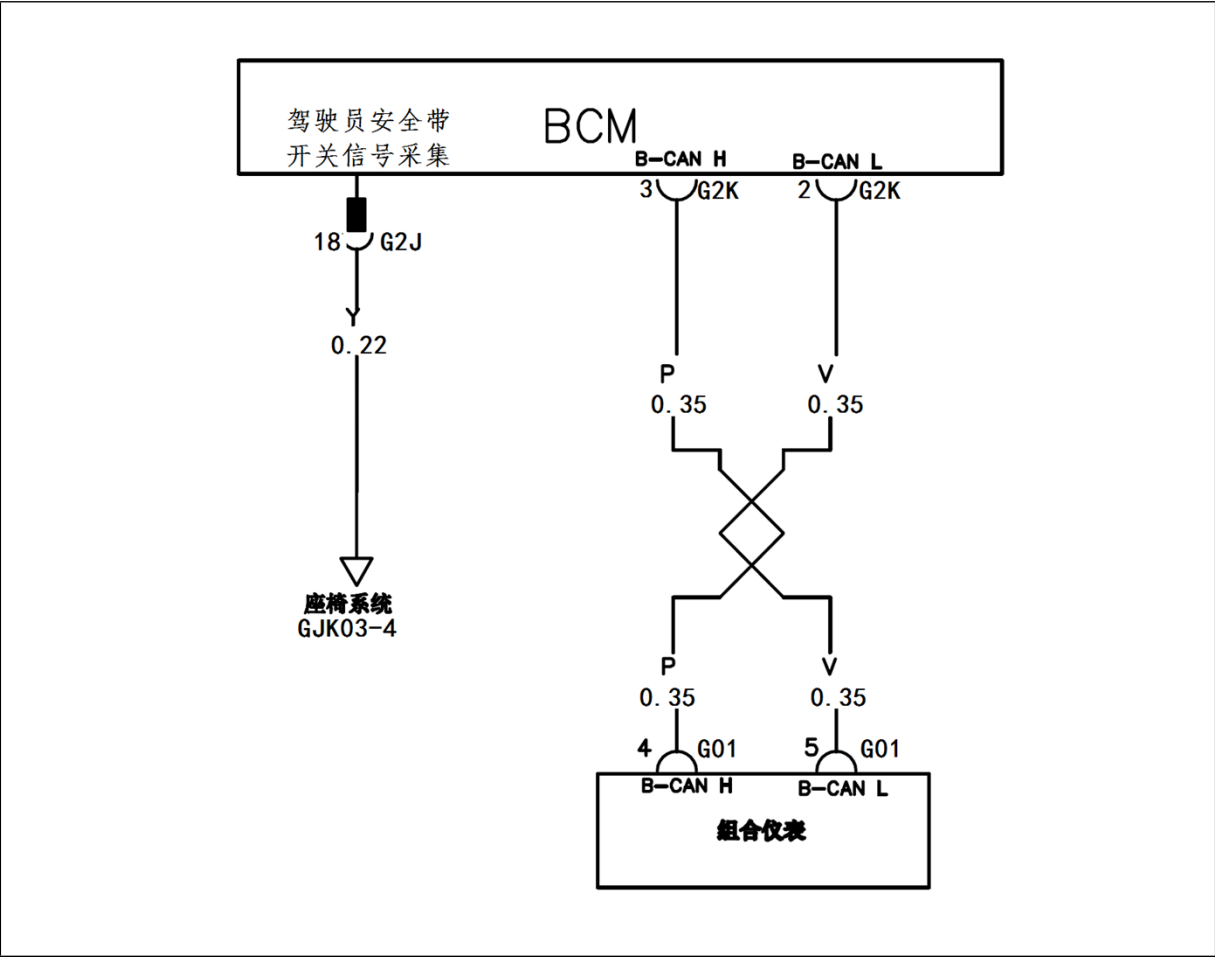 驾驶员安全带
开关信号采集
BCM
B-CAN H
B-CAN L
3
G2K
2
G2K
18
G2J
Y
0.22
P
V
0.35
0.35
座椅系统
GJK03-4
P
V
0.35
0.35
4
G01
5
G01
B-CAN H
B-CAN L
组合仪表